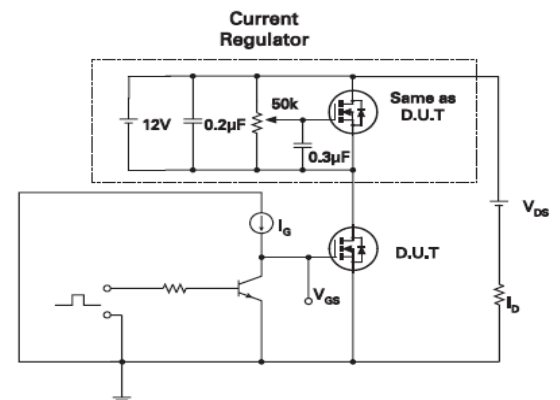 Current
Regulator
12V
0.2µF
50k
0.3µF
Same as
D.U.T
I_G
V_GS
D.U.T
V_DS
I_D